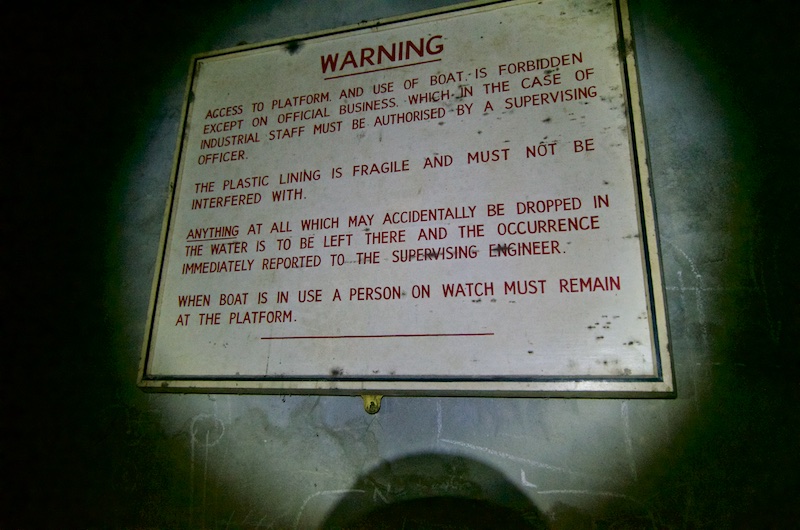 WARNING
ACCESS TO PLATFORM. AND USE OF BOAT. IS FORBIDDEN
EXCEPT ON OFFICIAL BUSINESS. WHICH. IN THE CASE OF
INDUSTRIAL STAFF MUST BE AUTHORISED BY A SUPERVISING
OFFICER.
THE PLASTIC LINING IS FRAGILE AND MUST NOT BE
INTERFERED WITH.
ANYTHING AT ALL WHICH MAY ACCIDENTALLY BE DROPPED IN
THE WATER IS TO BE LEFT THERE AND THE OCCURRENCE
IMMEDIATELY REPORTED TO THE SUPERVISING ENGINEER.
WHEN BOAT IS IN USE A PERSON ON WATCH MUST REMAIN
AT THE PLATFORM.